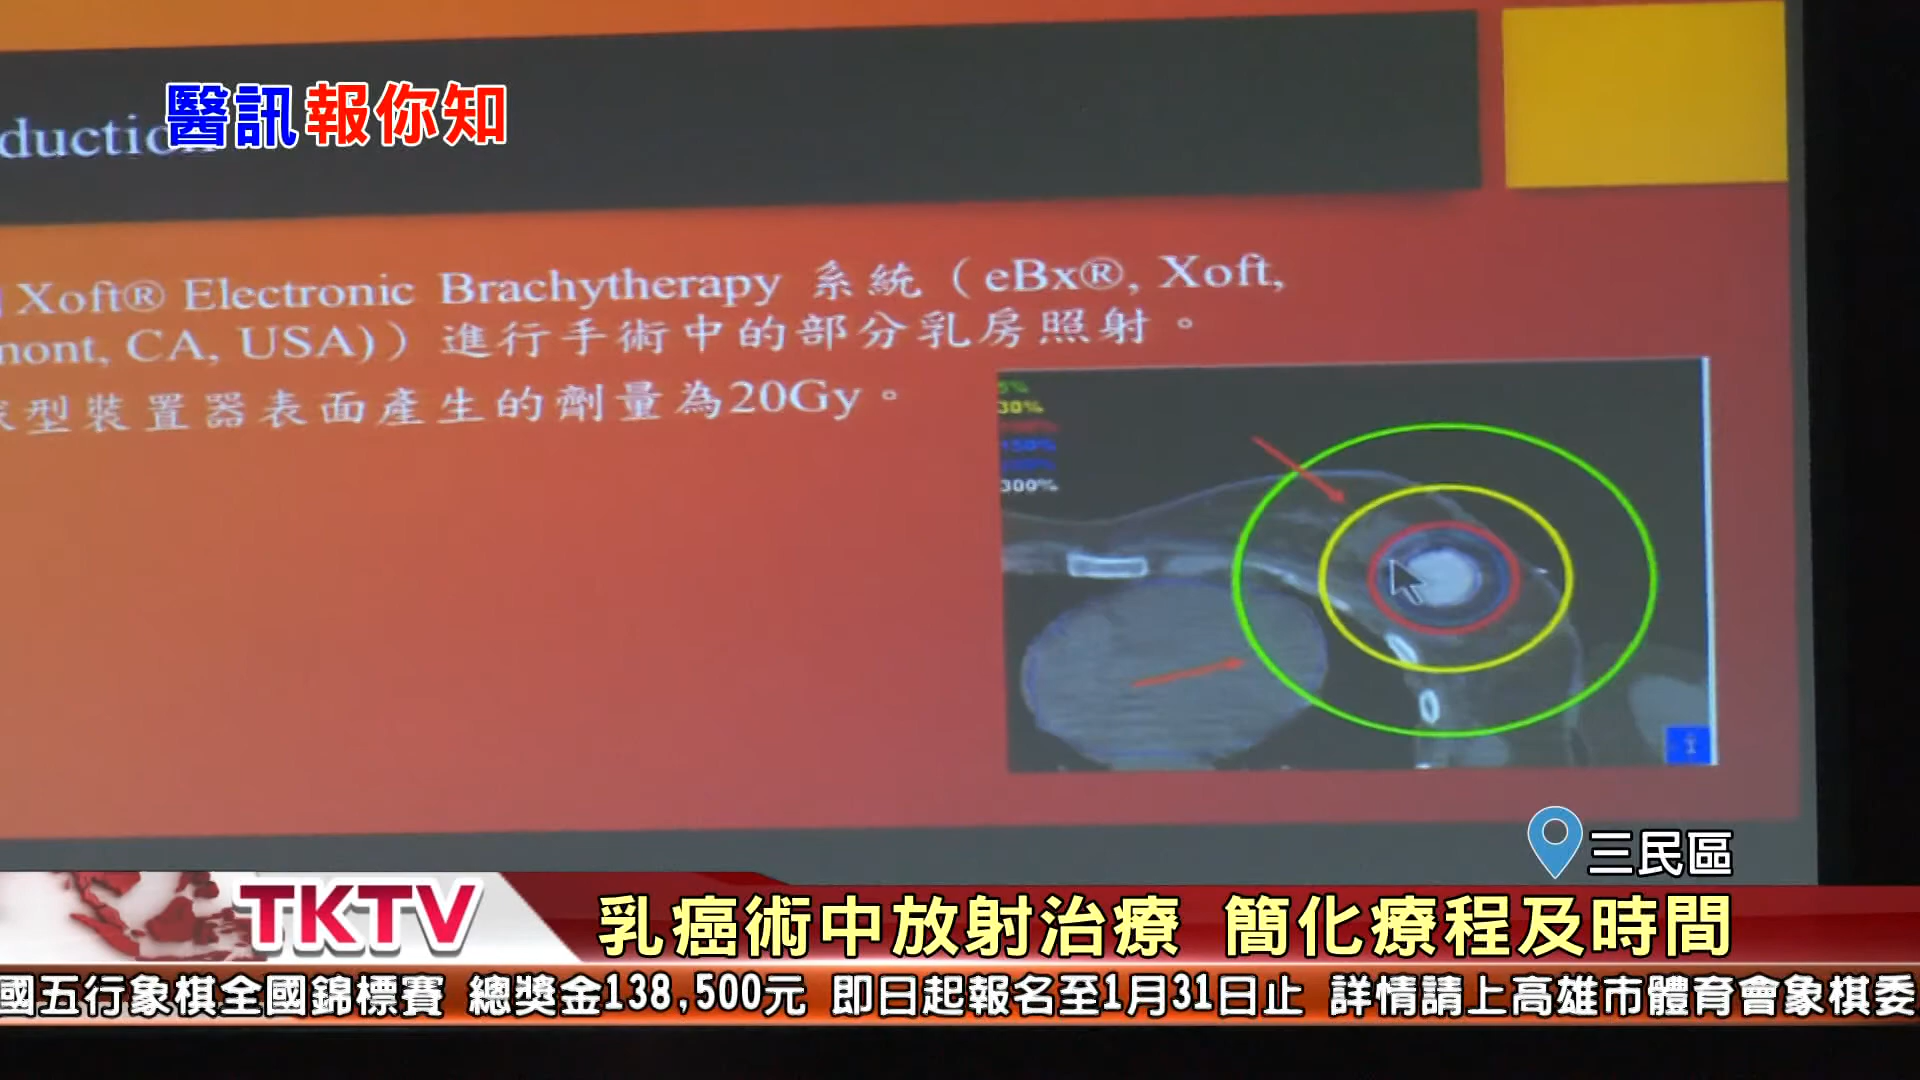 醫訊報你知
duction
Xoft® Electronic Brachytherapy 系統（eBx®, Xoft,
mont, CA, USA)）進行手術中的部分乳房照射。
型裝置器表面產生的劑量為20Gy。
5%
30%
100%
150%
300%
三民區
TKTV
乳癌術中放射治療 簡化療程及時間
國五行象棋全國錦標賽 總獎金138,500元 即日起報名至1月31日止 詳情請上高雄市體育會象棋委